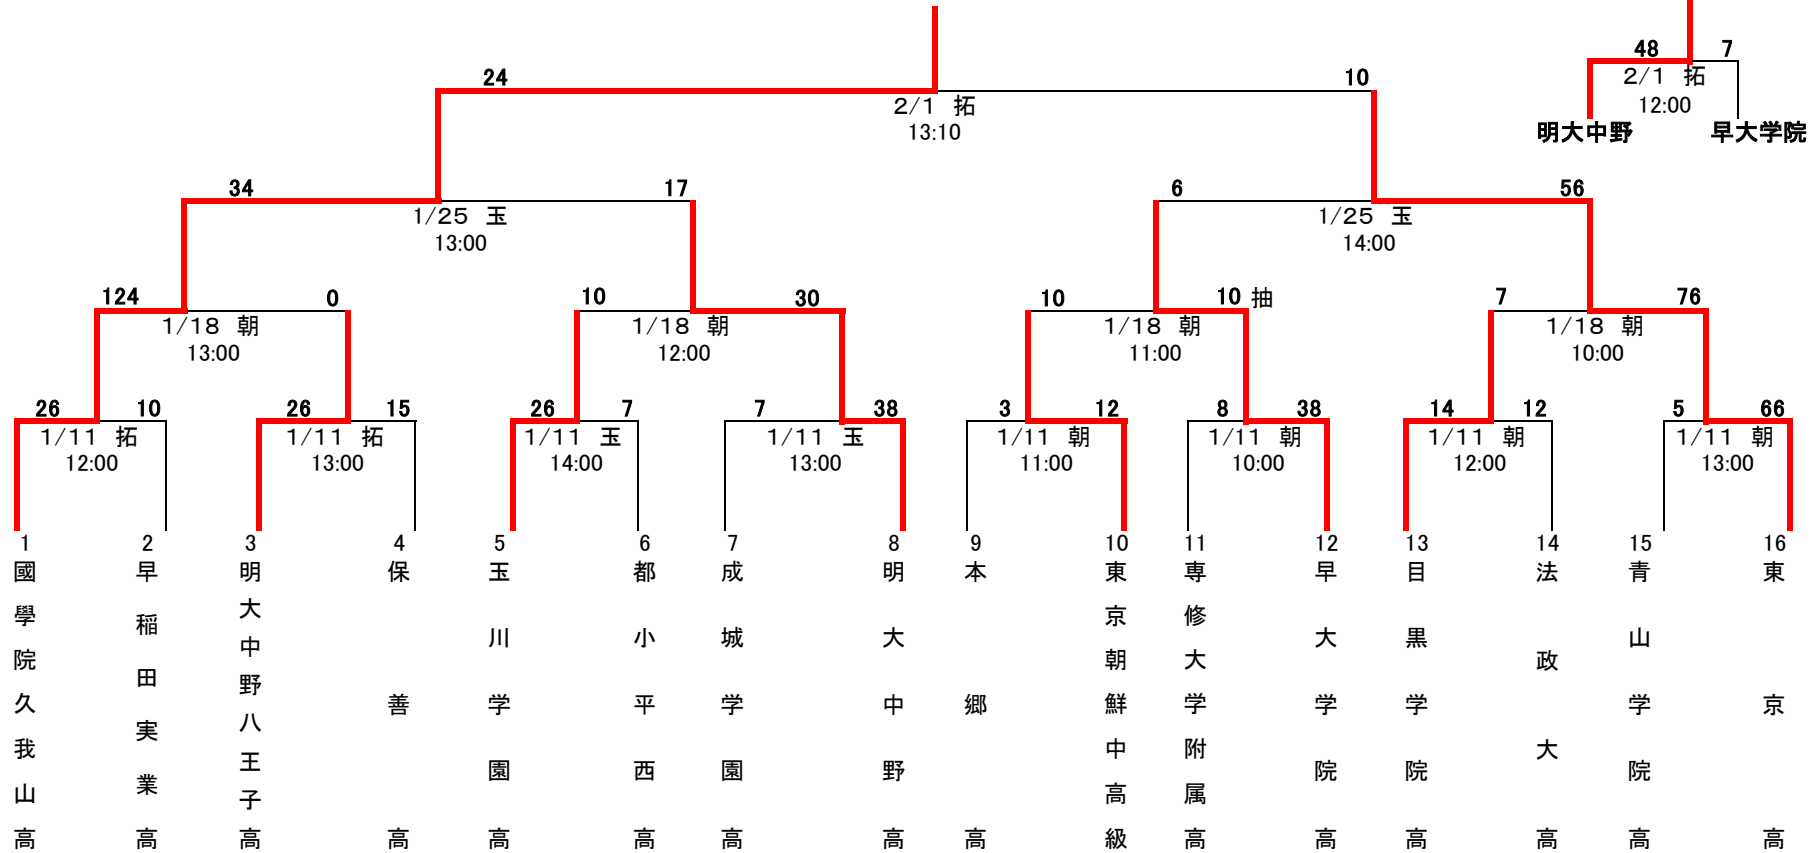 48 7
24 10
2/1 拓
12:00
2/1 拓
13:10
明大中野 早大学院
34 17 6 56
1/25 玉 1/25 玉
13:00 14:00
124 0 10 30 10 10 抽 7 76
1/18 朝 1/18 朝 1/18 朝 1/18 朝
13:00 12:00 11:00 10:00
26 10 26 15 26 7 7 38 3 12 8 38 14 12 5 66
1/11 拓 1/11 拓 1/11 玉 1/11 玉 1/11 朝 1/11 朝 1/11 朝 1/11 朝
12:00 13:00 14:00 13:00 11:00 10:00 12:00 13:00
1 國學院久我山高
2 早稲田実業高
3 明大中野八王子高
4 保善高
5 玉川学園高
6 都小平西高
7 成城学園高
8 明大中野高
9 本郷高
10 東京朝鮮中高級
11 専修大学附属高
12 早大学院高
13 目黒学院高
14 法政大高
15 青山学院高
16 東京高